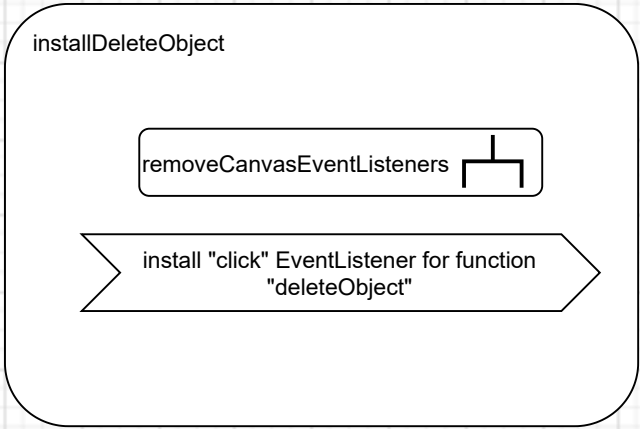 installDeleteObject
removeCanvasEventListeners
install "click" EventListener for function
"deleteObject"